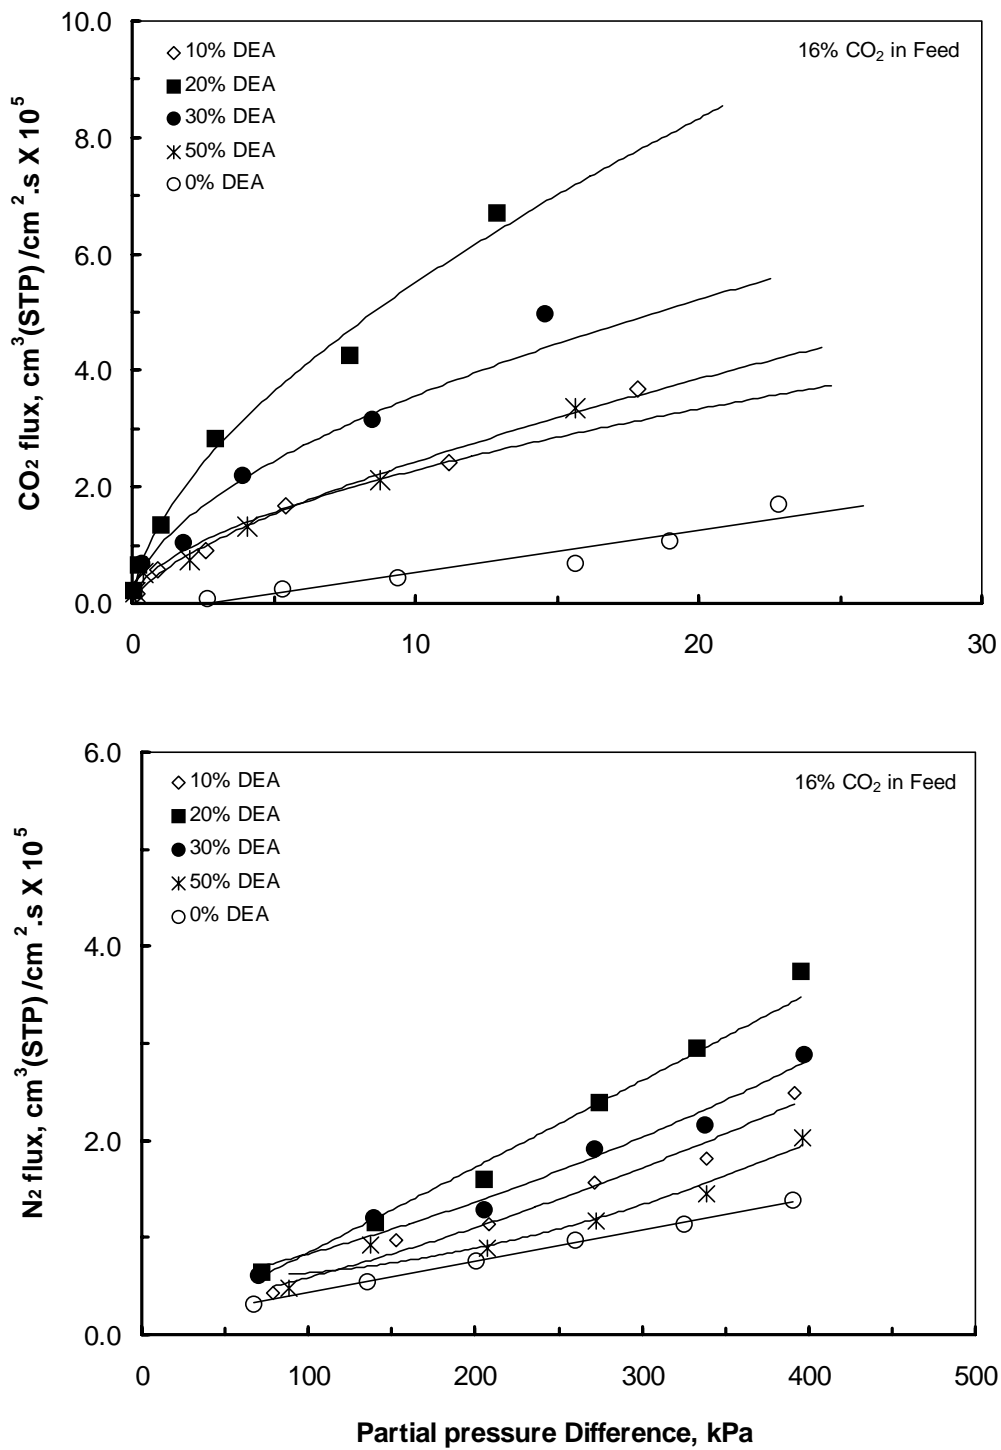 10.0
8.0
6.0
4.0
2.0
0.0
CO₂ flux, cm³(STP) /cm².s X 10⁵
10% DEA
20% DEA
30% DEA
50% DEA
0% DEA
16% CO₂ in Feed
0 10 20 30
6.0
4.0
2.0
0.0
N₂ flux, cm³(STP) /cm².s X 10⁵
10% DEA
20% DEA
30% DEA
50% DEA
0% DEA
16% CO₂ in Feed
0 100 200 300 400 500
Partial pressure Difference, kPa